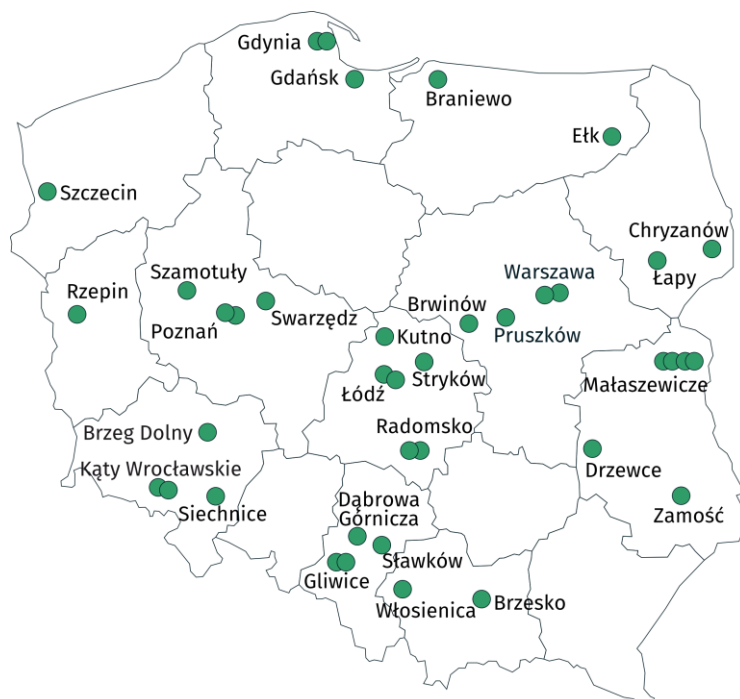 Gdynia
Gdańsk
Braniewo
Ełk
Szczecin
Chryzanów
Łapy
Szamotuły
Warszawa
Rzepin
Swarzędz
Brwinów
Poznań
Pruszków
Kutno
Stryków
Łódź
Małaszewicze
Radomsko
Brzeg Dolny
Drzewce
Kąty Wrocławskie
Siechnice
Zamość
Dąbrowa
Górnicza
Sławków
Gliwice
Włosienica
Brzesko